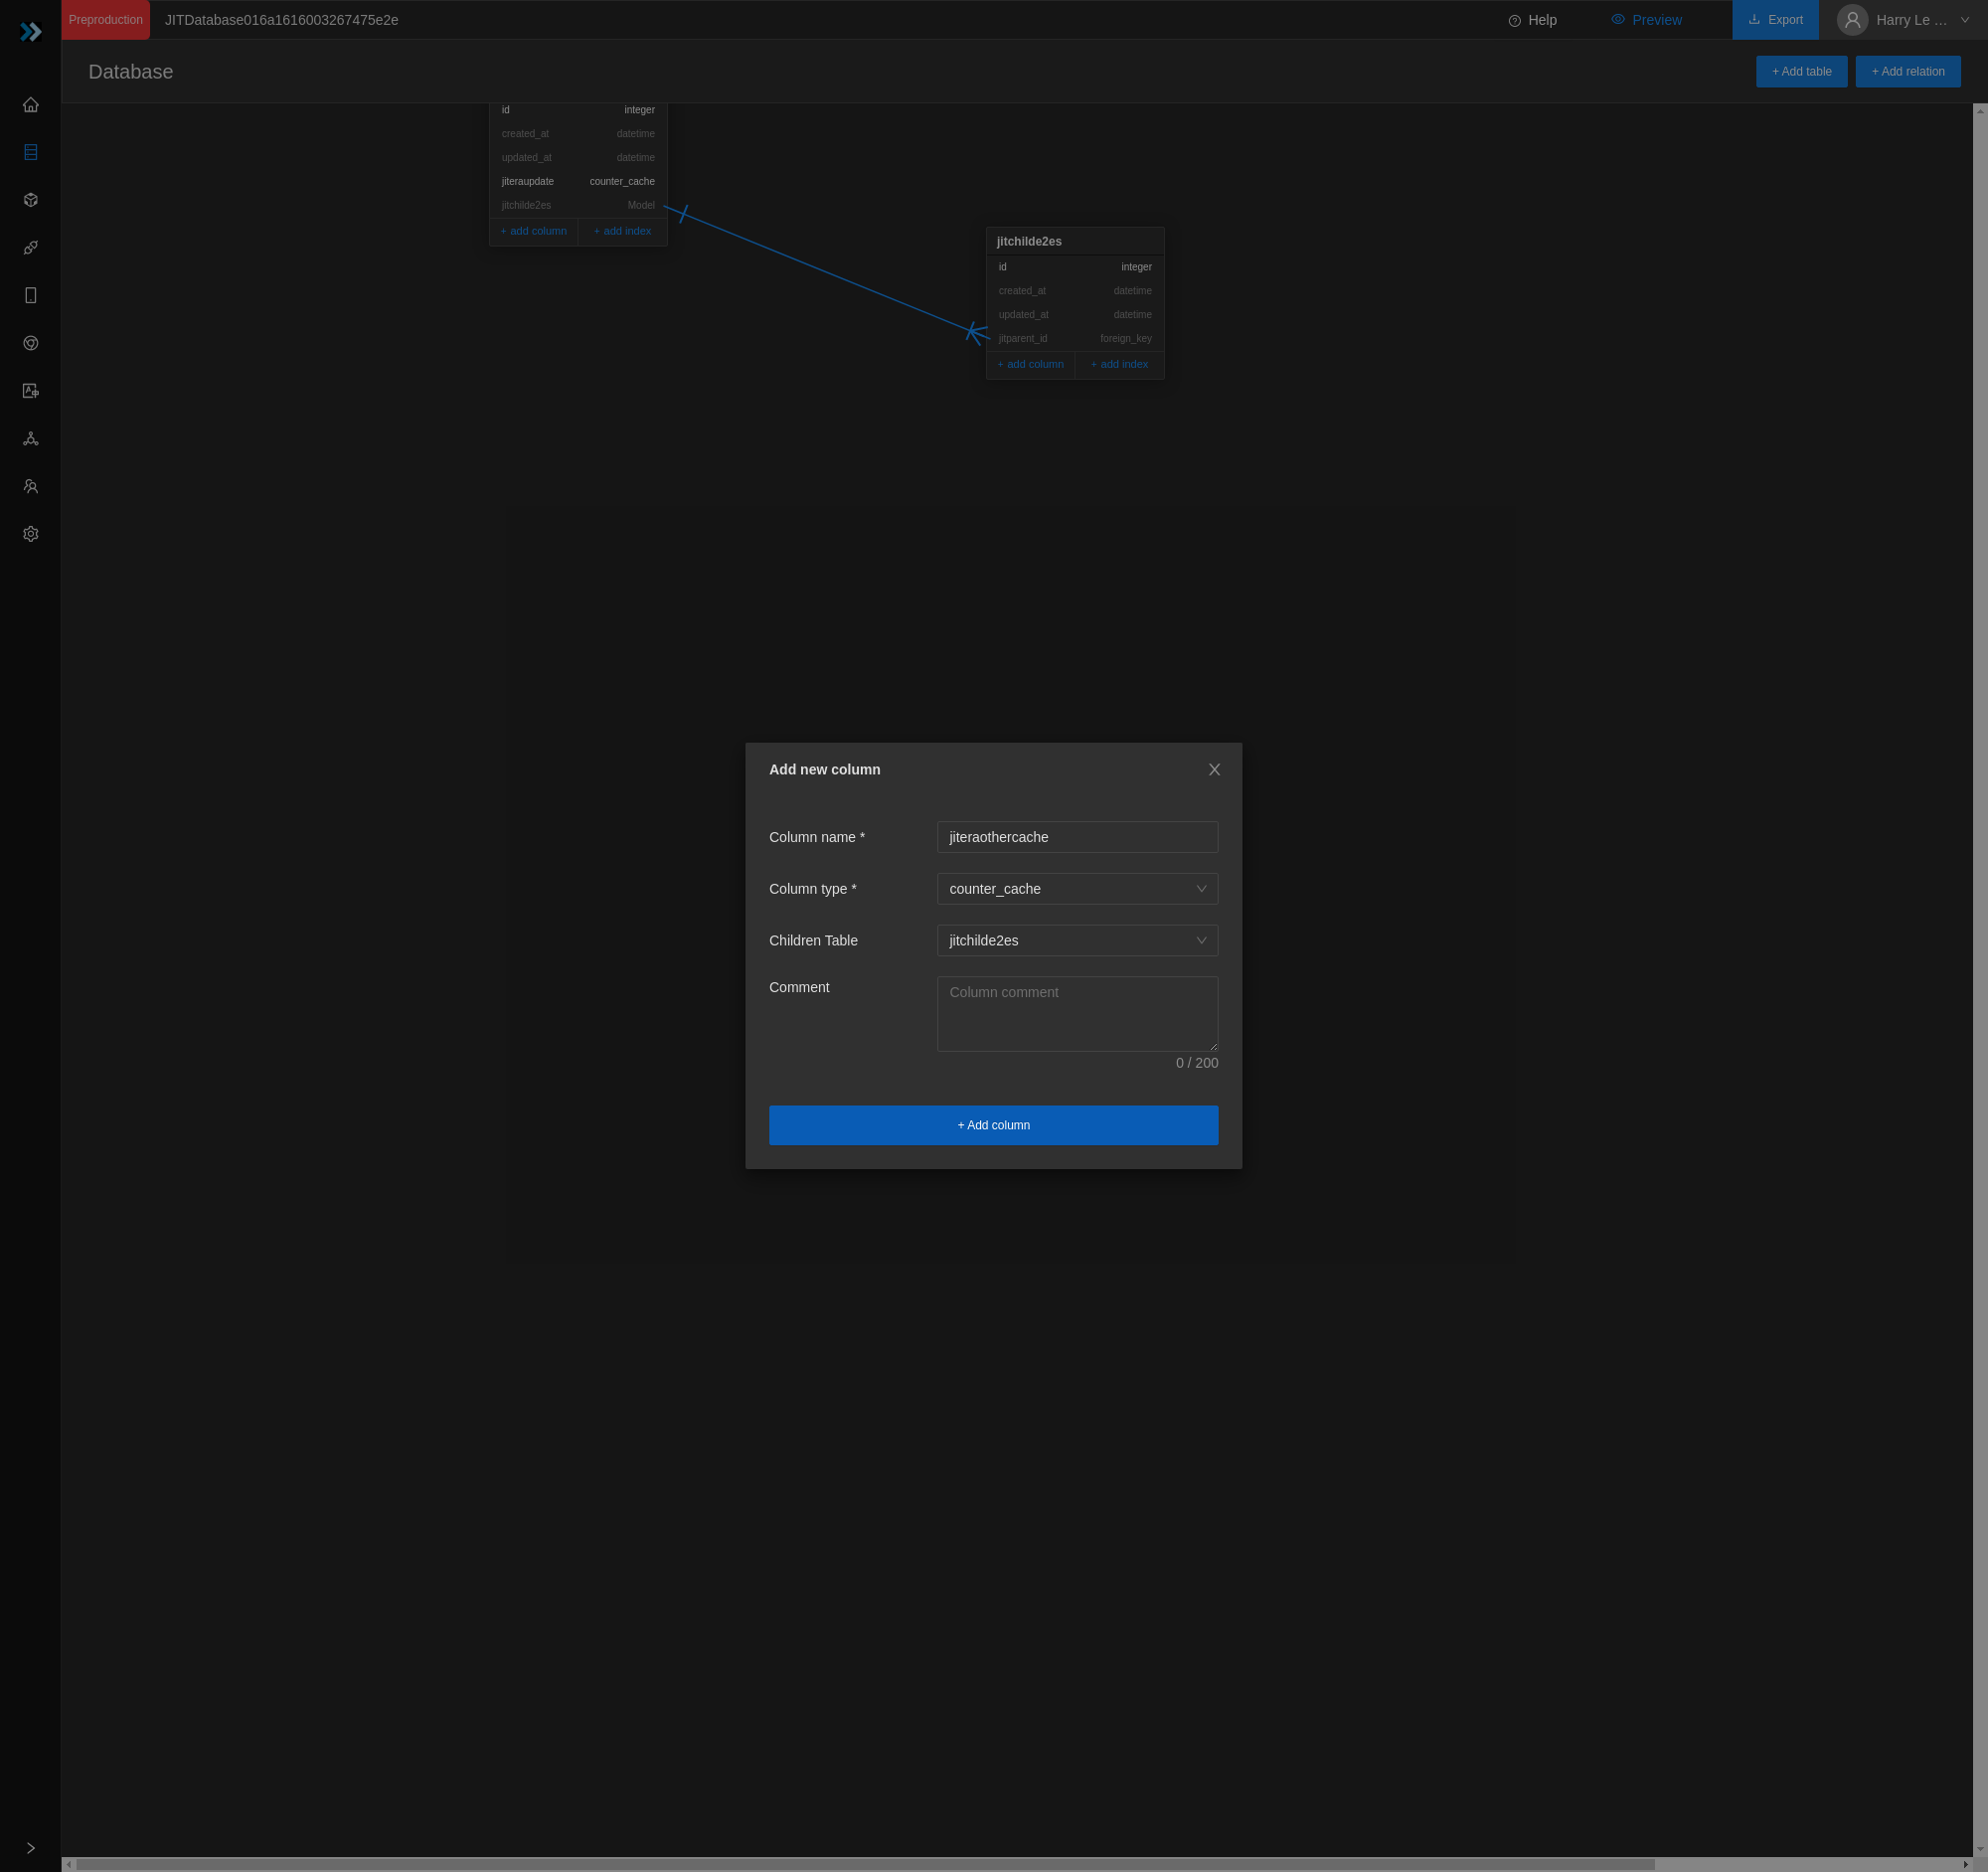 Preproduction
JITDatabase016a1616003267475e2e
Help
Preview
Export
Harry Le ...
Database
+ Add table
+ Add relation
id integer
created_at datetime
updated_at datetime
jiteraupdate counter_cache
jitchilde2es Model
+ add column + add index
jitchilde2es
id integer
created_at datetime
updated_at datetime
jitparent_id foreign_key
+ add column + add index
Add new column
Column name * jiteraothercache
Column type * counter_cache
Children Table jitchilde2es
Comment Column comment
0 / 200
+ Add column